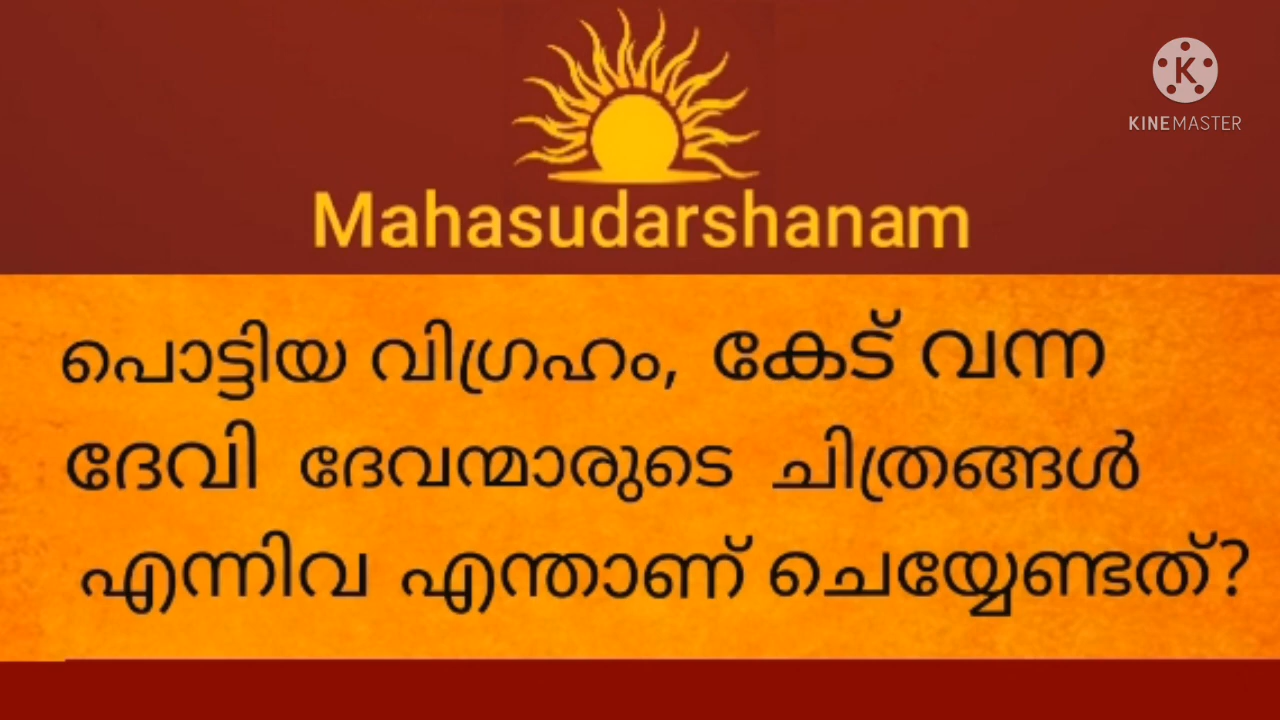 KINEMASTER
Mahasudarshanam
പൊട്ടിയ വിഗ്രഹം, കേട് വന്ന
ദേവി ദേവന്മാരുടെ ചിത്രങ്ങൾ
എന്നിവ എന്താണ് ചെയ്യേണ്ടത്?